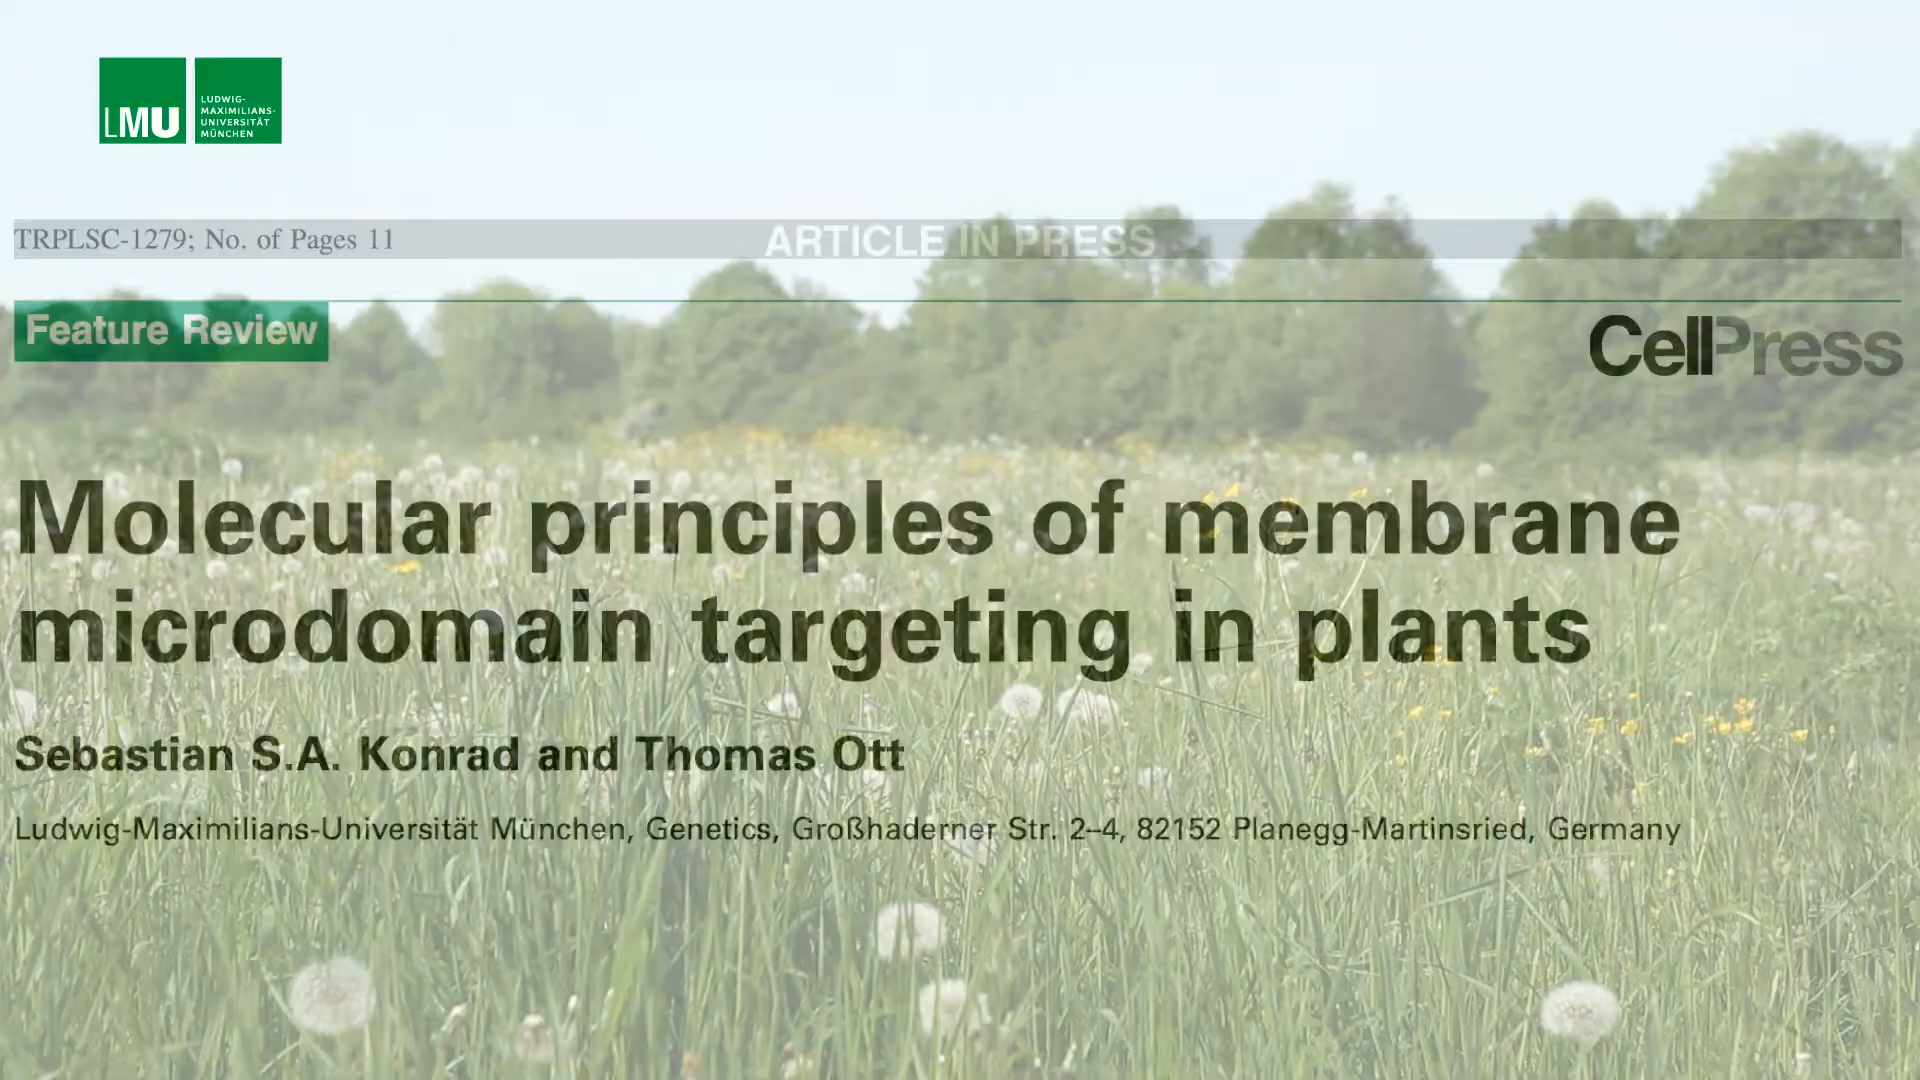 LMU
LUDWIG-
MAXIMILIANS-
UNIVERSITÄT
MÜNCHEN
TRPLSC-1279; No. of Pages 11
ARTICLE IN PRESS
Feature Review
CellPress
Molecular principles of membrane
microdomain targeting in plants
Sebastian S.A. Konrad and Thomas Ott
Ludwig-Maximilians-Universität München, Genetics, Großhaderner Str. 2–4, 82152 Planegg-Martinsried, Germany